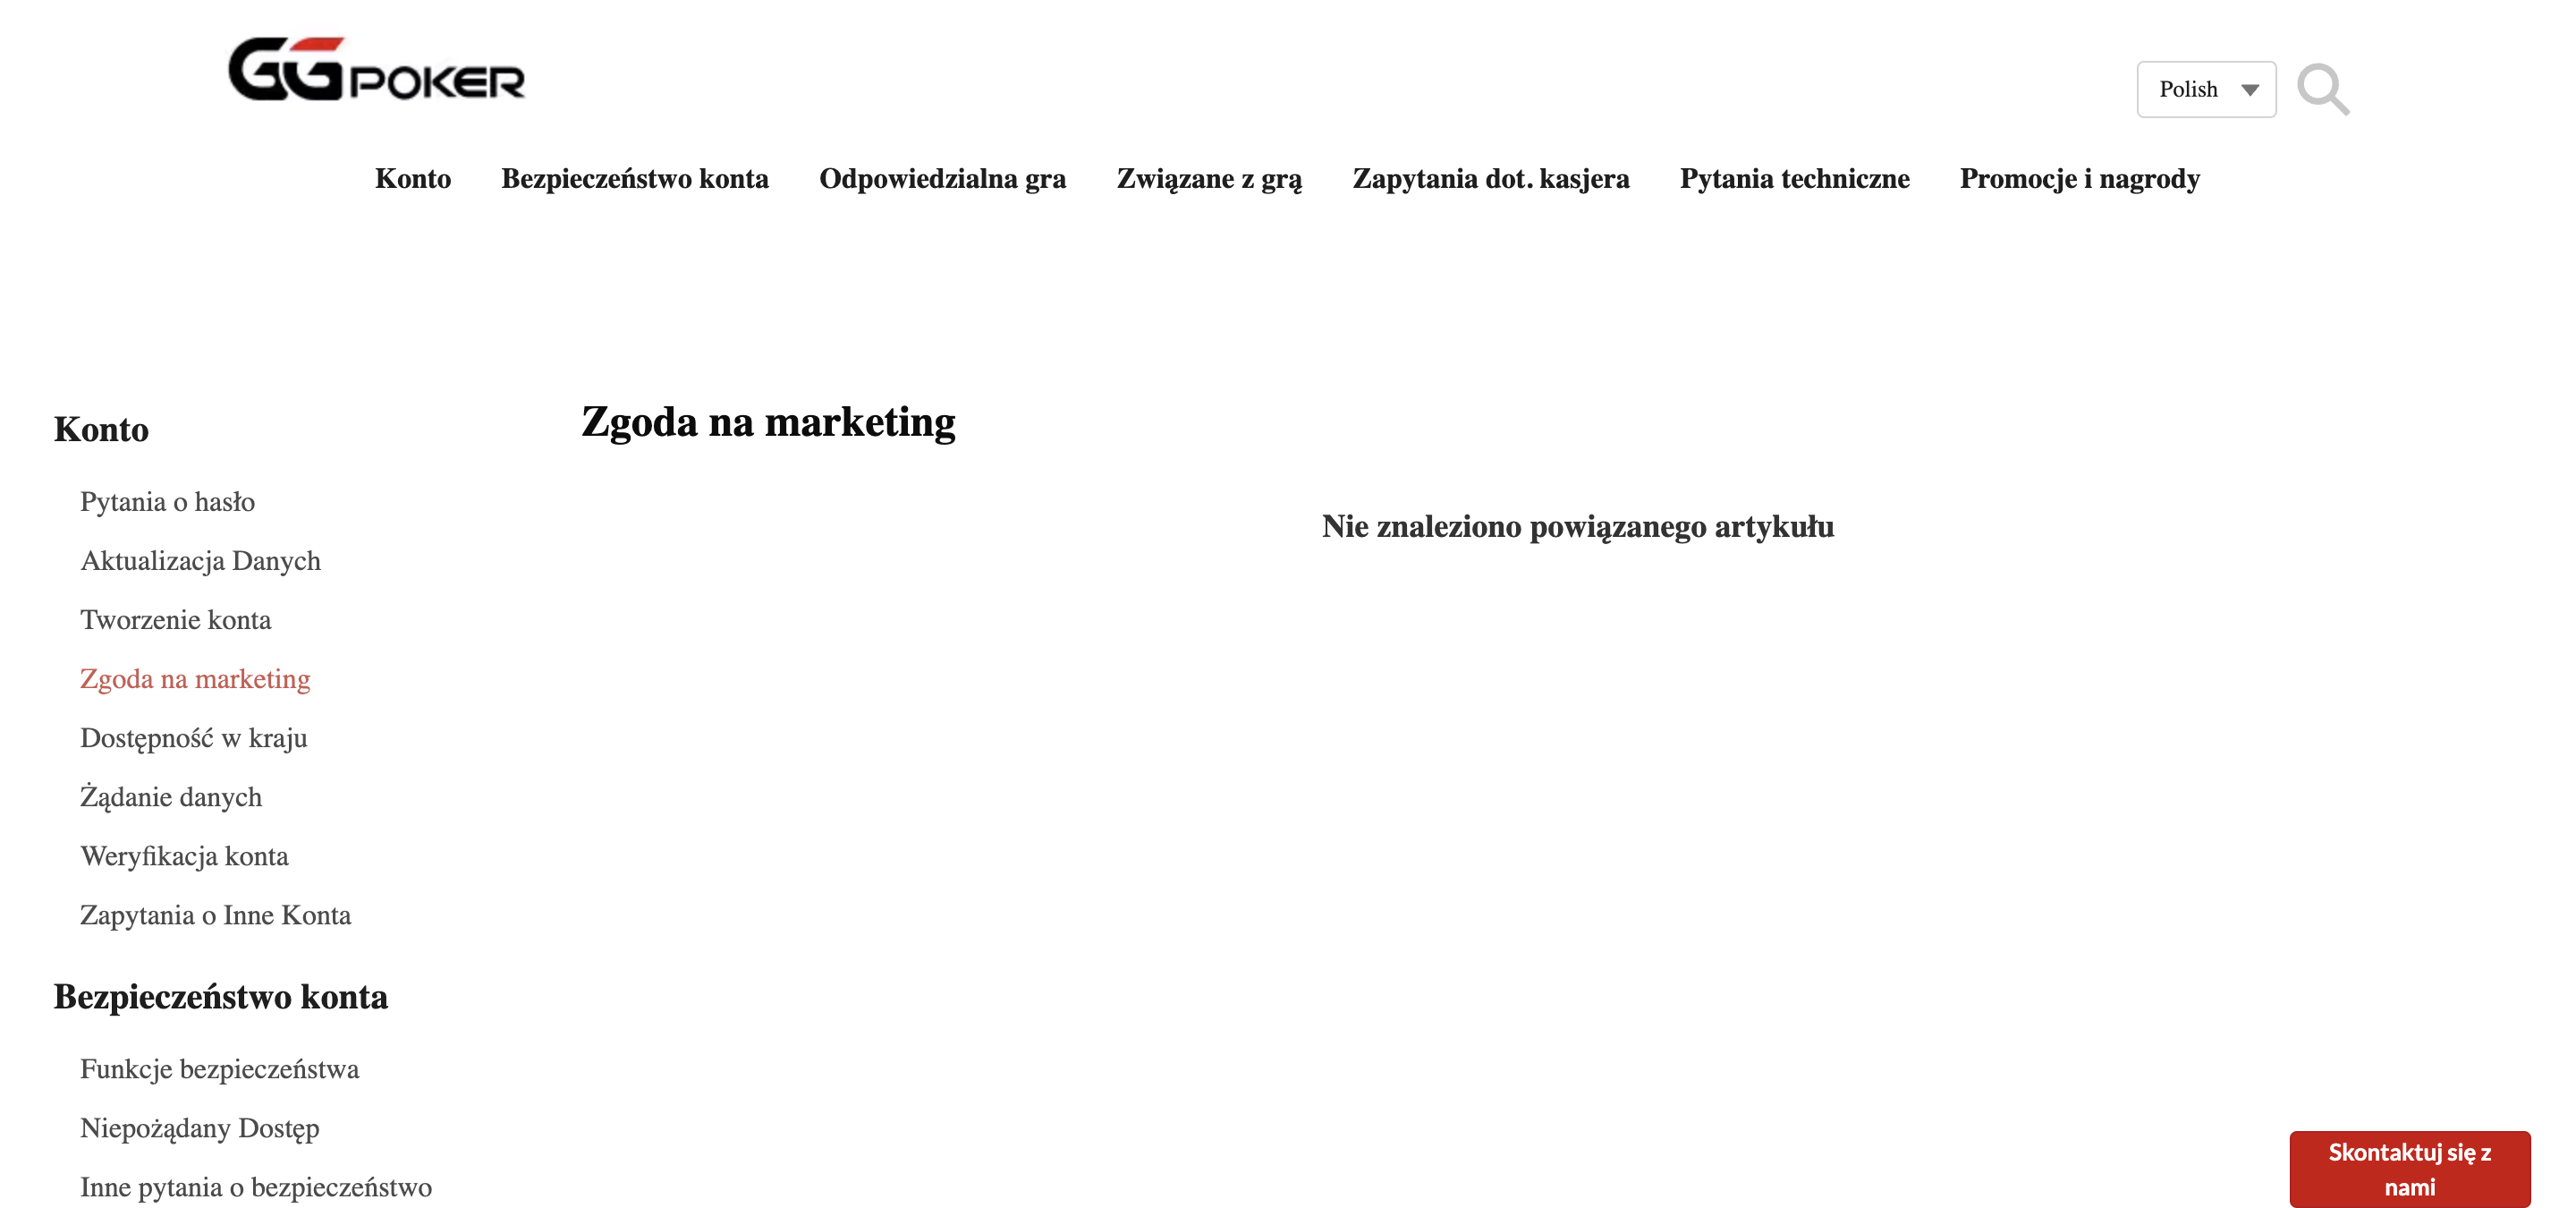 GGPOKER
Polish
Konto Bezpieczeństwo konta Odpowiedzialna gra Związane z grą Zapytania dot. kasjera Pytania techniczne Promocje i nagrody
Konto
Pytania o hasło
Aktualizacja Danych
Tworzenie konta
Zgoda na marketing
Dostępność w kraju
Żądanie danych
Weryfikacja konta
Zapytania o Inne Konta
Bezpieczeństwo konta
Funkcje bezpieczeństwa
Niepożądany Dostęp
Inne pytania o bezpieczeństwo
Zgoda na marketing
Nie znaleziono powiązanego artykułu
Skontaktuj się z
nami